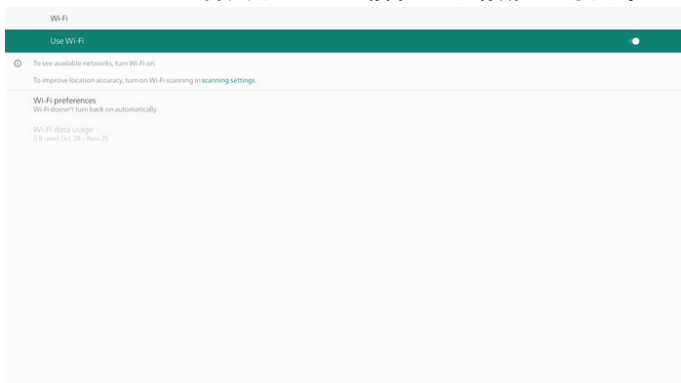 Wi-Fi
Use Wi-Fi
To see available networks, turn Wi-Fi on.
To improve location accuracy, turn on Wi-Fi scanning in scanning settings.
Wi-Fi preferences
Wi-Fi doesn't turn back on automatically
Wi-Fi data usage
0 B used Oct 28 – Nov 25